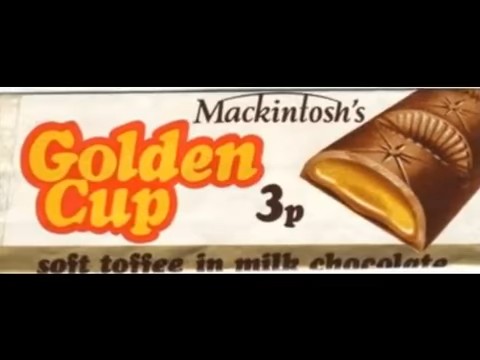 Mackintosh's
Golden
Cup
3p
soft toffee in milk chocolate